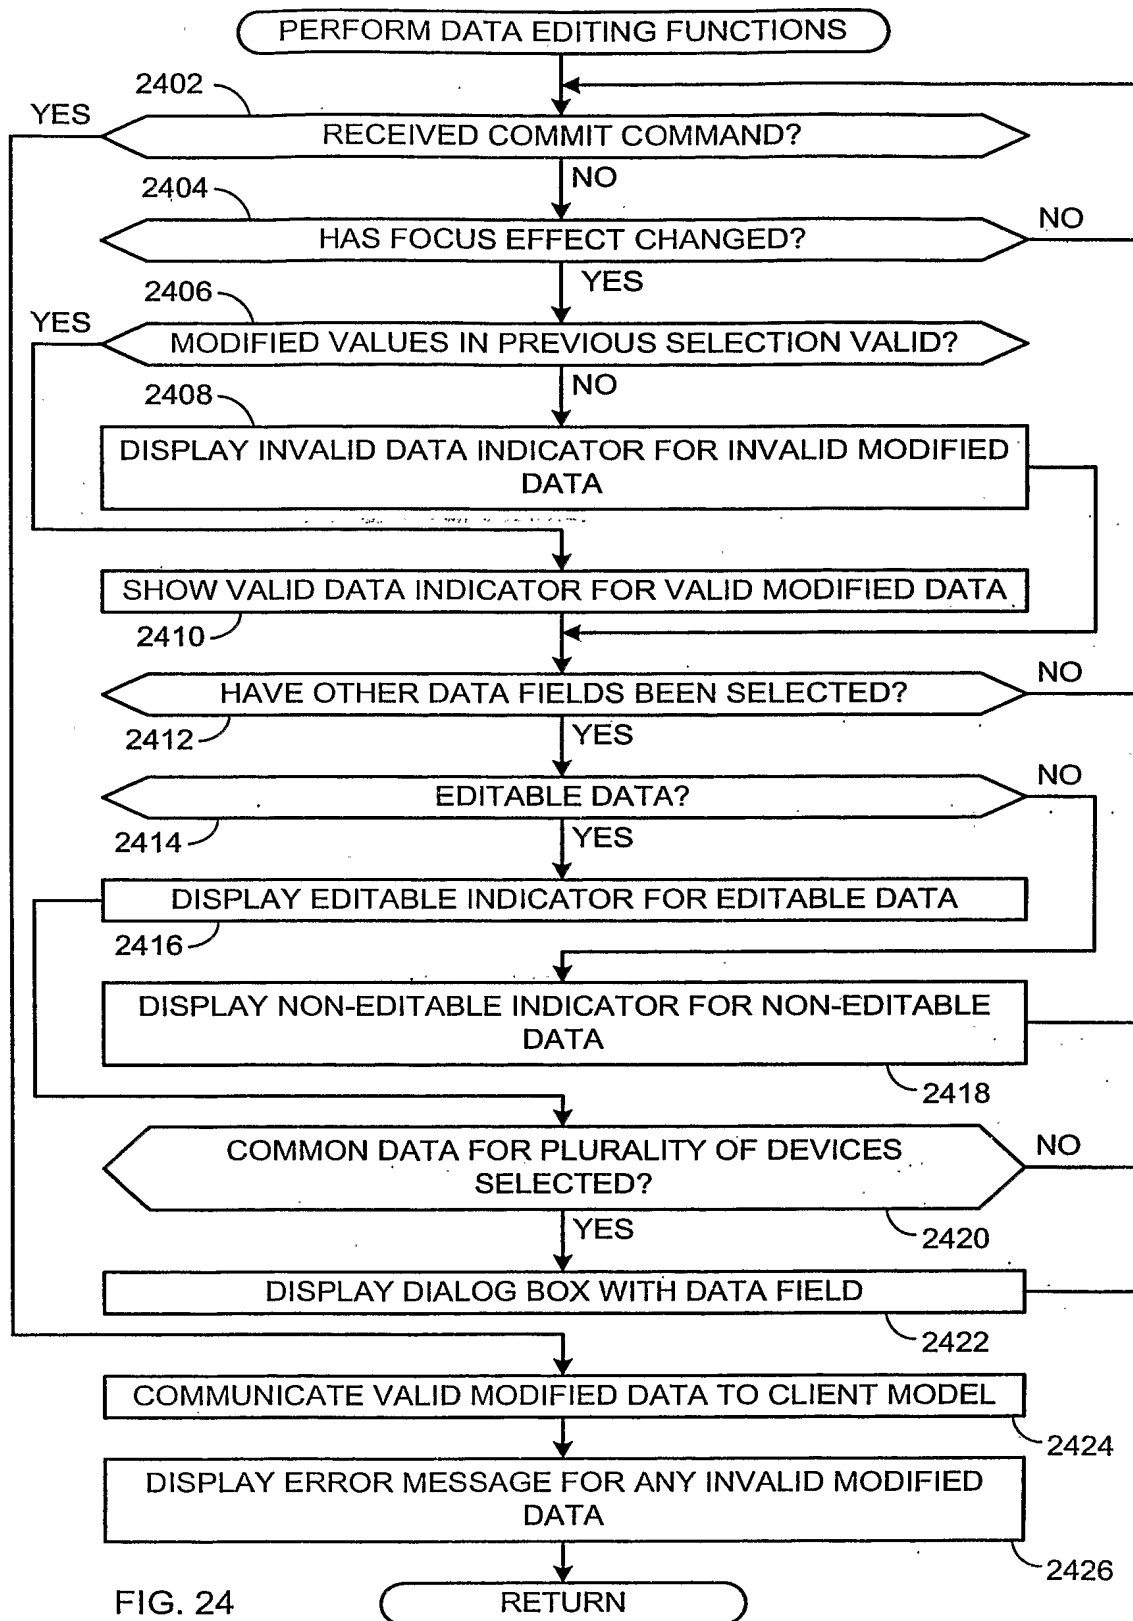 PERFORM DATA EDITING FUNCTIONS
2402
YES
RECEIVED COMMIT COMMAND?
NO
2404
NO
HAS FOCUS EFFECT CHANGED?
YES
2406
YES
MODIFIED VALUES IN PREVIOUS SELECTION VALID?
NO
2408
DISPLAY INVALID DATA INDICATOR FOR INVALID MODIFIED
DATA
SHOW VALID DATA INDICATOR FOR VALID MODIFIED DATA
2410
NO
HAVE OTHER DATA FIELDS BEEN SELECTED?
2412
YES
NO
EDITABLE DATA?
2414
YES
DISPLAY EDITABLE INDICATOR FOR EDITABLE DATA
2416
DISPLAY NON-EDITABLE INDICATOR FOR NON-EDITABLE
DATA
2418
COMMON DATA FOR PLURALITY OF DEVICES
SELECTED?
NO
YES
2420
DISPLAY DIALOG BOX WITH DATA FIELD
2422
COMMUNICATE VALID MODIFIED DATA TO CLIENT MODEL
2424
DISPLAY ERROR MESSAGE FOR ANY INVALID MODIFIED
DATA
2426
FIG. 24
RETURN